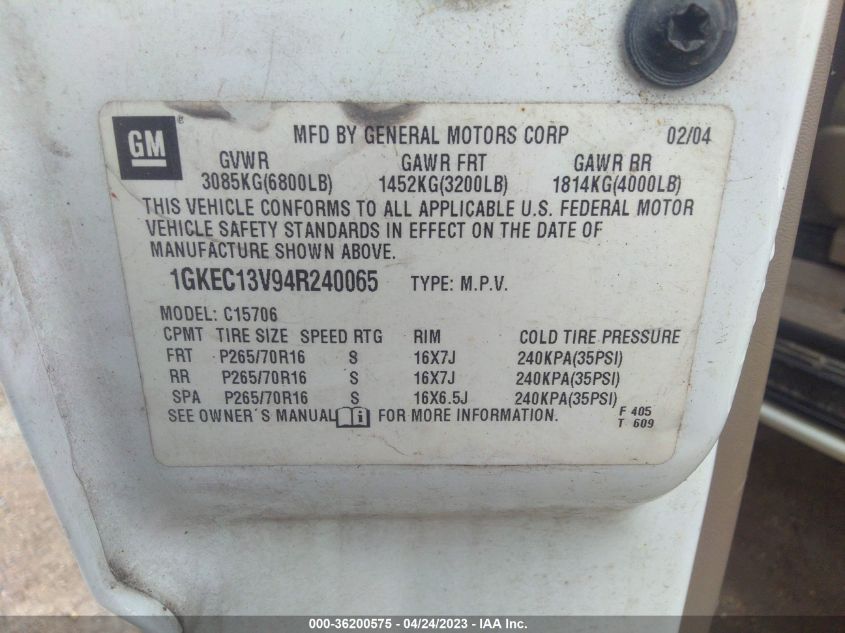 GM ® MFD BY GENERAL MOTORS CORP 02/04
GVWR GAWR FRT GAWR RR
3085KG(6800LB) 1452KG(3200LB) 1814KG(4000LB)
THIS VEHICLE CONFORMS TO ALL APPLICABLE U.S. FEDERAL MOTOR
VEHICLE SAFETY STANDARDS IN EFFECT ON THE DATE OF
MANUFACTURE SHOWN ABOVE.
1GKEC13V94R240065 TYPE: M.P.V.
MODEL: C15706
CPMT TIRE SIZE SPEED RTG RIM COLD TIRE PRESSURE
FRT P265/70R16 S 16X7J 240KPA(35PSI)
RR P265/70R16 S 16X7J 240KPA(35PSI)
SPA P265/70R16 S 16X6.5J 240KPA(35PSI)
SEE OWNER'S MANUAL i FOR MORE INFORMATION. F 405
T 609
000-36200575 - 04/24/2023 - IAA Inc.